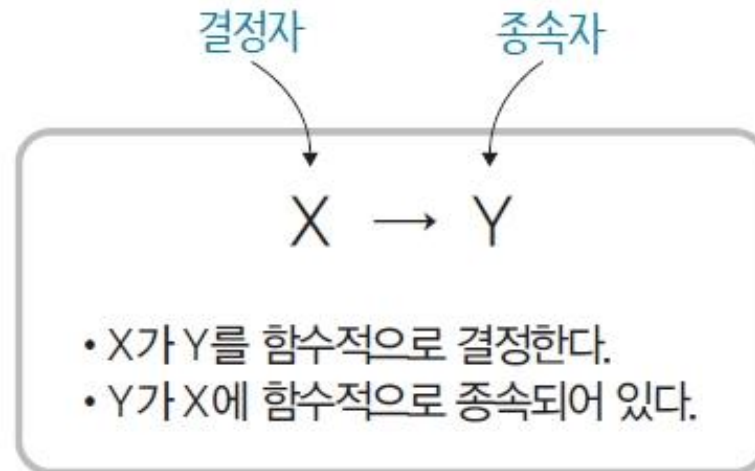 결정자 종속자
X → Y
• X가 Y를 함수적으로 결정한다.
• Y가 X에 함수적으로 종속되어 있다.